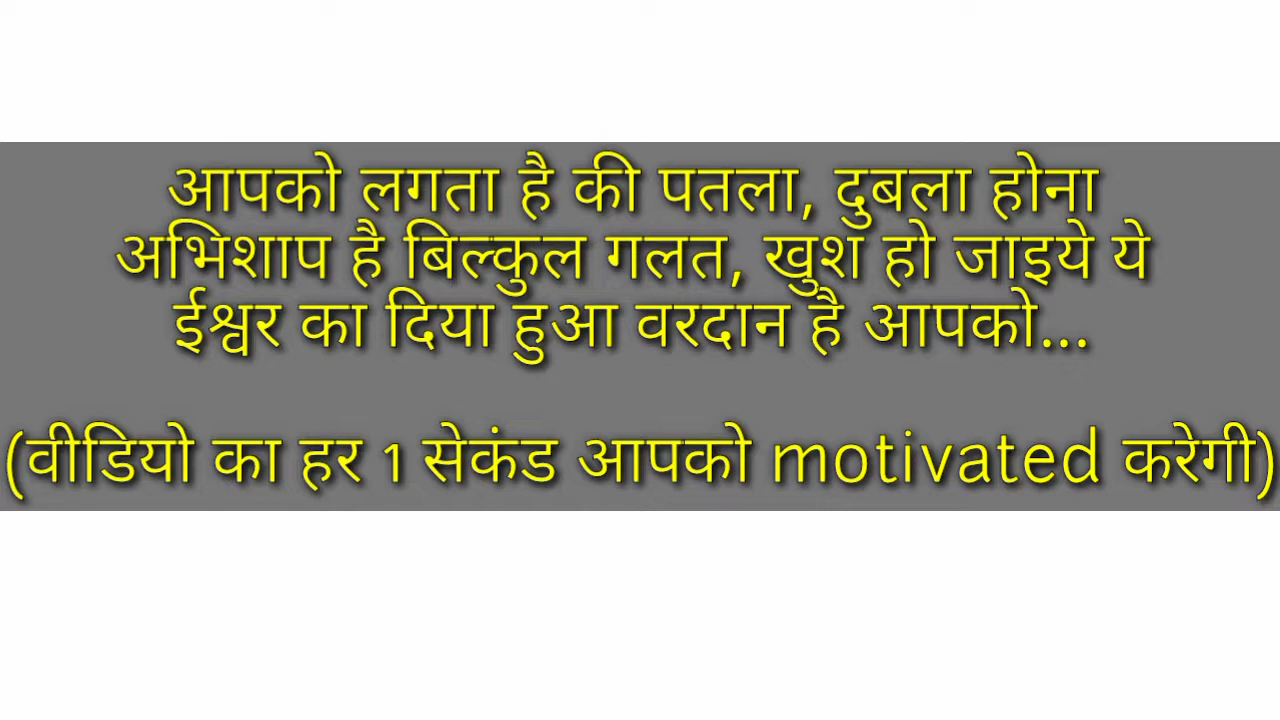 आपको लगता है की पतला, दुबला होना
अभिशाप है बिल्कुल गलत, खुश हो जाइये ये
ईश्वर का दिया हुआ वरदान है आपको...
(वीडियो का हर 1 सेकंड आपको motivated करेगी)